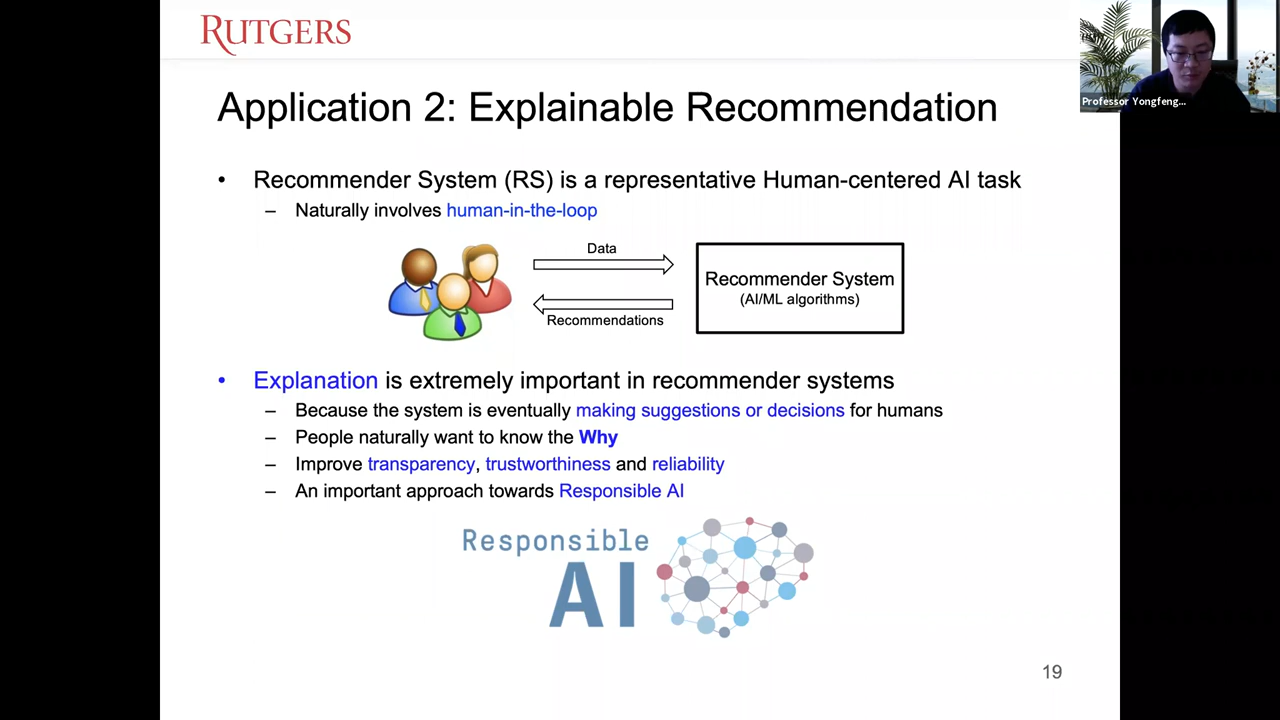 RUTGERS
Professor Yongfeng...
Application 2: Explainable Recommendation
• Recommender System (RS) is a representative Human-centered AI task
– Naturally involves human-in-the-loop
Data
Recommender System
(AI/ML algorithms)
Recommendations
• Explanation is extremely important in recommender systems
– Because the system is eventually making suggestions or decisions for humans
– People naturally want to know the Why
– Improve transparency, trustworthiness and reliability
– An important approach towards Responsible AI
Responsible
AI
19